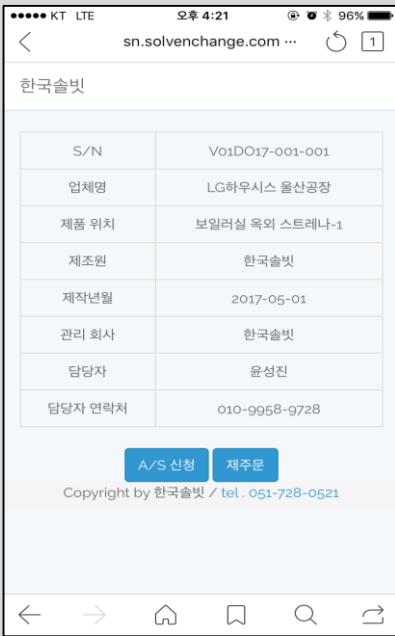 KT LTE 오후 4:21 96%
sn.solvenchange.com ··· 1
한국솔빗
S/N V01DO17-001-001
업체명 LG하우시스 울산공장
제품 위치 보일러실 옥외 스트레나-1
제조원 한국솔빗
제작년월 2017-05-01
관리 회사 한국솔빗
담당자 윤성진
담당자 연락처 010-9958-9728
A/S 신청 재주문
Copyright by 한국솔빗 / tel . 051-728-0521